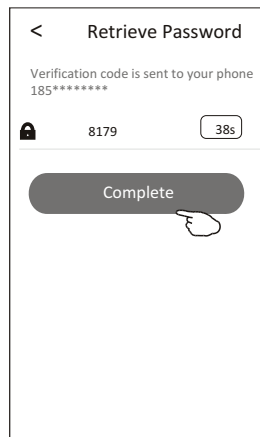 < Retrieve Password
Verification code is sent to your phone
185********
8179 38s
Complete